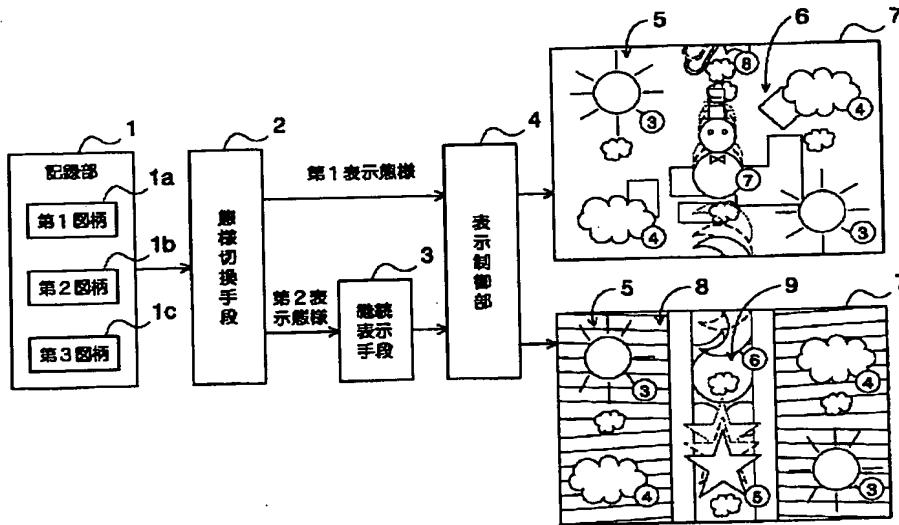 1
記録部
1a
第1図柄
1b
第2図柄
1c
第3図柄
2
態様切換手段
第1表示態様
第2表
示態様
3
継続
表示
手段
4
表示制御部
5
6
7
⑧
③
④
⑦
④
③
5
8
9
7
⑥
③
④
④
⑤
③